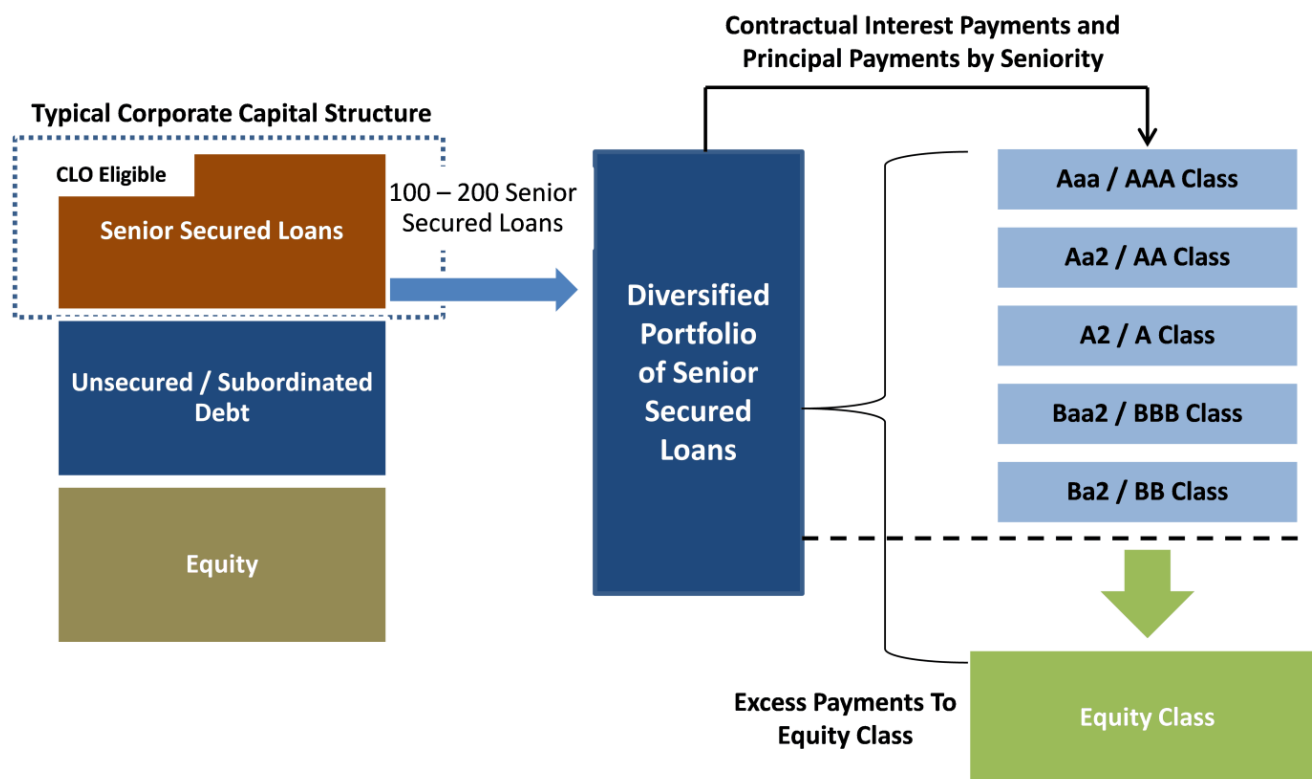 Contractual Interest Payments and
Principal Payments by Seniority
Typical Corporate Capital Structure
CLO Eligible
Senior Secured Loans
Unsecured / Subordinated
Debt
Equity
100 – 200 Senior
Secured Loans
Diversified
Portfolio
of Senior
Secured
Loans
Aaa / AAA Class
Aa2 / AA Class
A2 / A Class
Baa2 / BBB Class
Ba2 / BB Class
Excess Payments To
Equity Class
Equity Class